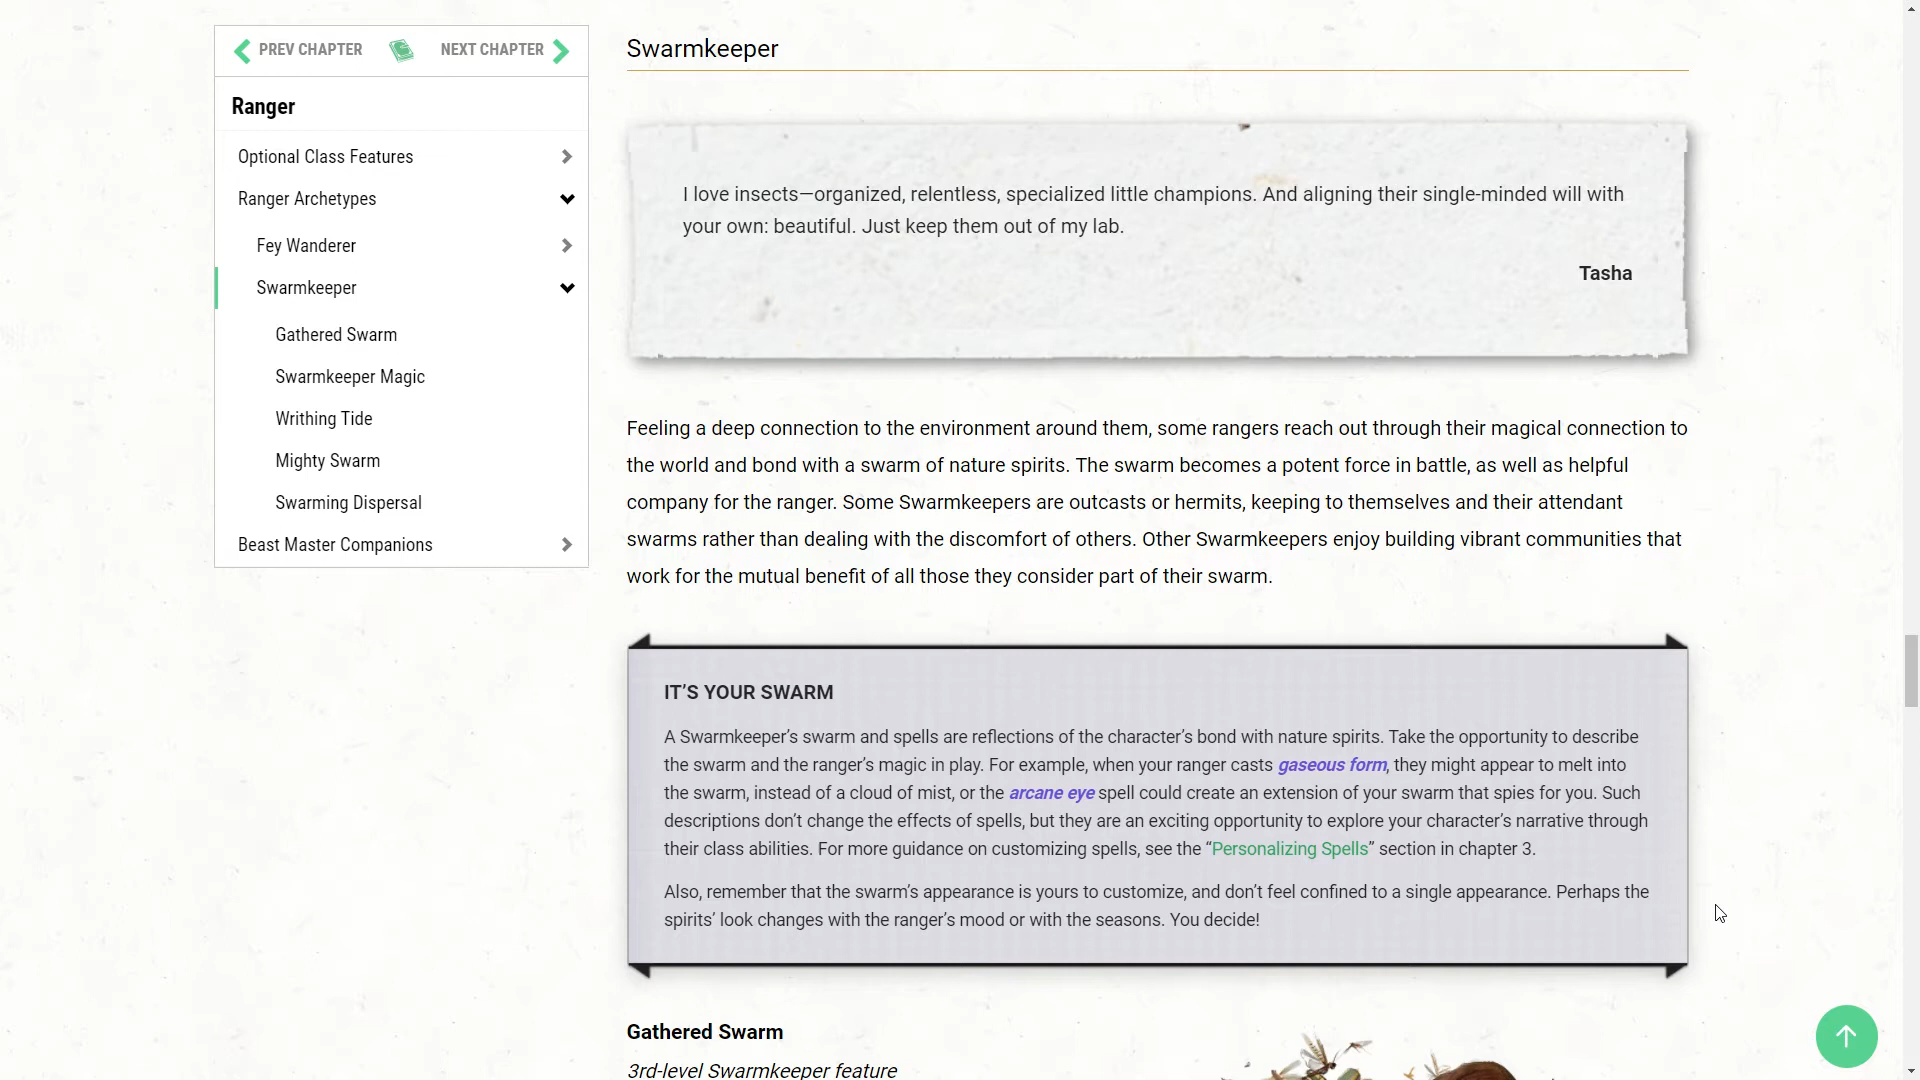 PREV CHAPTER
NEXT CHAPTER
Ranger
Optional Class Features
Ranger Archetypes
Fey Wanderer
Swarmkeeper
Gathered Swarm
Swarmkeeper Magic
Writhing Tide
Mighty Swarm
Swarming Dispersal
Beast Master Companions
Swarmkeeper
I love insects—organized, relentless, specialized little champions. And aligning their single-minded will with
your own: beautiful. Just keep them out of my lab.
Tasha
Feeling a deep connection to the environment around them, some rangers reach out through their magical connection to
the world and bond with a swarm of nature spirits. The swarm becomes a potent force in battle, as well as helpful
company for the ranger. Some Swarmkeepers are outcasts or hermits, keeping to themselves and their attendant
swarms rather than dealing with the discomfort of others. Other Swarmkeepers enjoy building vibrant communities that
work for the mutual benefit of all those they consider part of their swarm.
IT’S YOUR SWARM
A Swarmkeeper’s swarm and spells are reflections of the character’s bond with nature spirits. Take the opportunity to describe
the swarm and the ranger’s magic in play. For example, when your ranger casts gaseous form, they might appear to melt into
the swarm, instead of a cloud of mist, or the arcane eye spell could create an extension of your swarm that spies for you. Such
descriptions don’t change the effects of spells, but they are an exciting opportunity to explore your character’s narrative through
their class abilities. For more guidance on customizing spells, see the “Personalizing Spells” section in chapter 3.
Also, remember that the swarm’s appearance is yours to customize, and don’t feel confined to a single appearance. Perhaps the
spirits’ look changes with the ranger’s mood or with the seasons. You decide!
Gathered Swarm
3rd-level Swarmkeeper feature